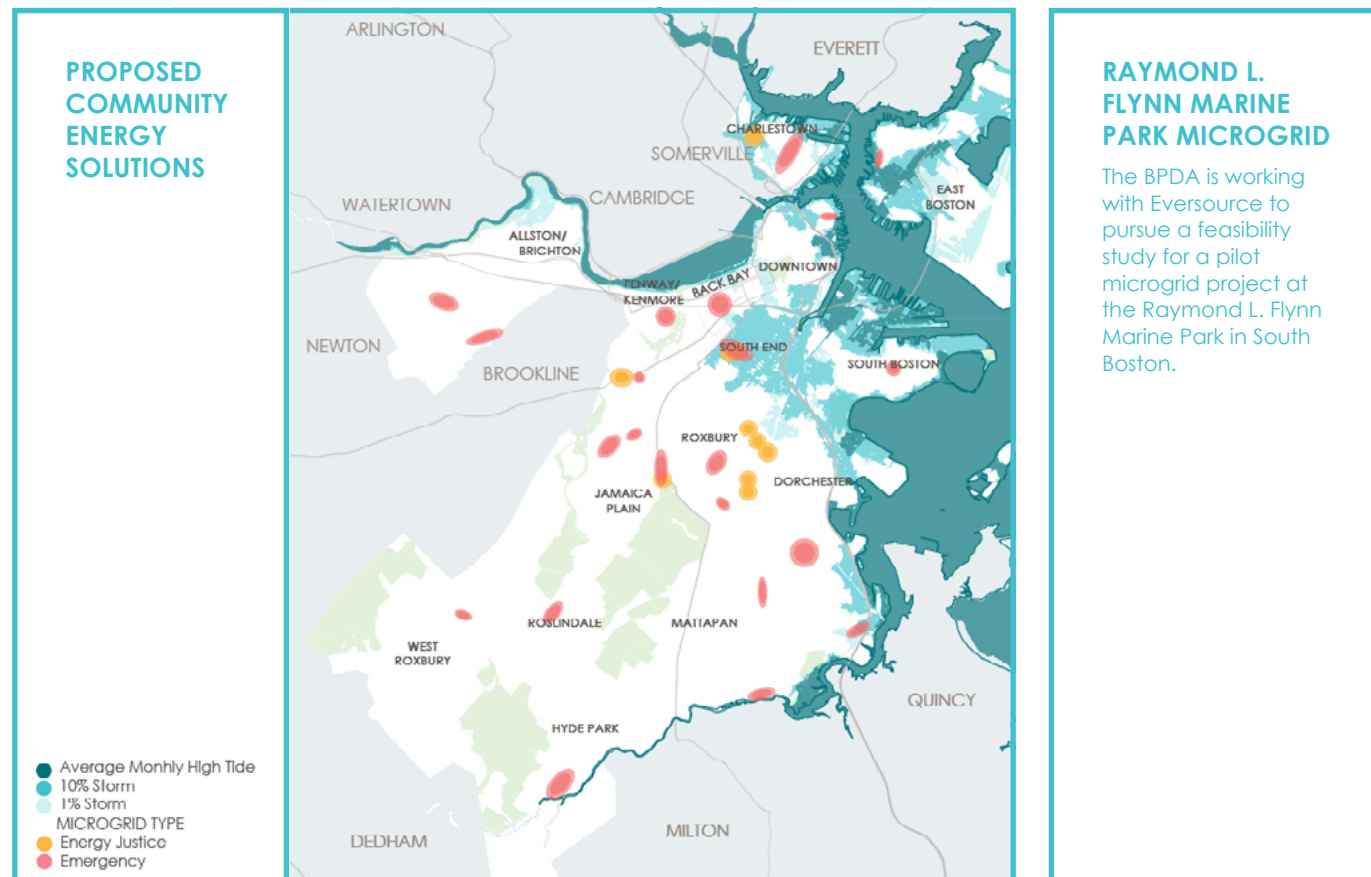 PROPOSED
COMMUNITY
ENERGY
SOLUTIONS
Average Monhly High Tide
10% Storm
1% Storm
MICROGRID TYPE
Energy Justice
Emergency
ARLINGTON
EVERETT
CHARLESTOWN
SOMERVILLE
EAST
BOSTON
CAMBRIDGE
WATERTOWN
ALLSTON/
BRIGHTON
DOWNTOWN
BACK BAY
FENWAY/
KENMORE
NEWTON
SOUTH END
BROOKLINE
SOUTH BOSTON
ROXBURY
DORCHESTER
JAMAICA
PLAIN
ROSLINDALE
MATTAPAN
WEST
ROXBURY
QUINCY
HYDE PARK
MILTON
DEDHAM
RAYMOND L.
FLYNN MARINE
PARK MICROGRID
The BPDA is working
with Eversource to
pursue a feasibility
study for a pilot
microgrid project at
the Raymond L. Flynn
Marine Park in South
Boston.